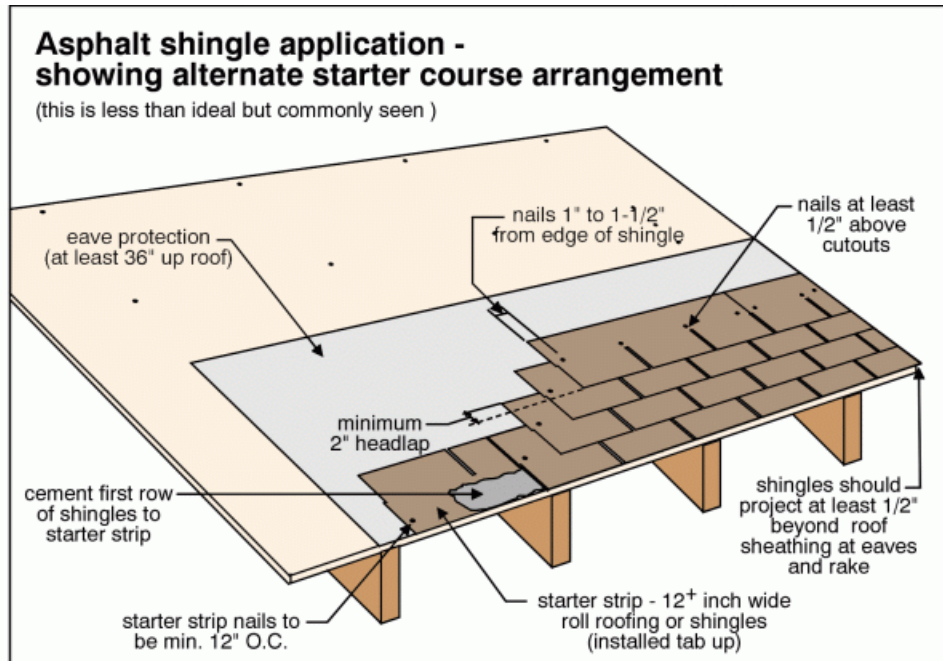 Asphalt shingle application -
showing alternate starter course arrangement
(this is less than ideal but commonly seen )
nails 1" to 1-1/2"
from edge of shingle
nails at least
1/2" above
cutouts
eave protection
(at least 36" up roof)
minimum
2" headlap
cement first row
of shingles to
starter strip
shingles should
project at least 1/2"
beyond roof
sheathing at eaves
and rake
starter strip nails to
be min. 12" O.C.
starter strip - 12+ inch wide
roll roofing or shingles
(installed tab up)